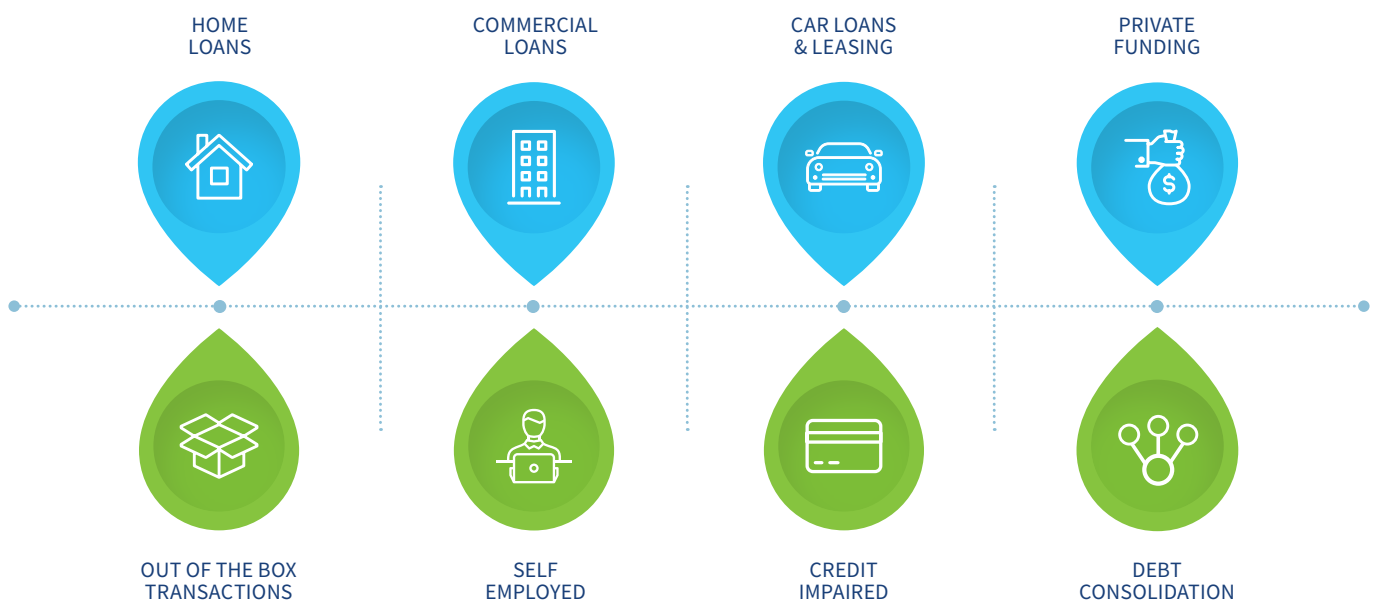 HOME
LOANS
COMMERCIAL
LOANS
CAR LOANS
& LEASING
PRIVATE
FUNDING
$
OUT OF THE BOX
TRANSACTIONS
SELF
EMPLOYED
CREDIT
IMPAIRED
DEBT
CONSOLIDATION